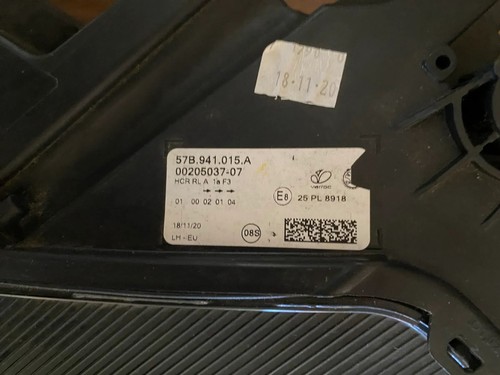 18-11-20
57B.941.015.A
00205037-07
HCR RL A 1a F3
01 00 02 01 04
E8
25 PL 8918
18/11/20
LH-EU
08S